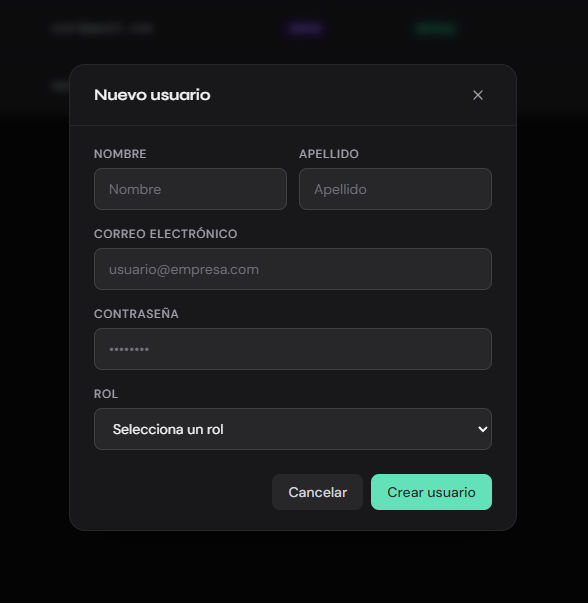 Nuevo usuario
NOMBRE
APELLIDO
Nombre
Apellido
CORREO ELECTRÓNICO
usuario@empresa.com
CONTRASEÑA
••••••••
ROL
Selecciona un rol
Cancelar
Crear usuario